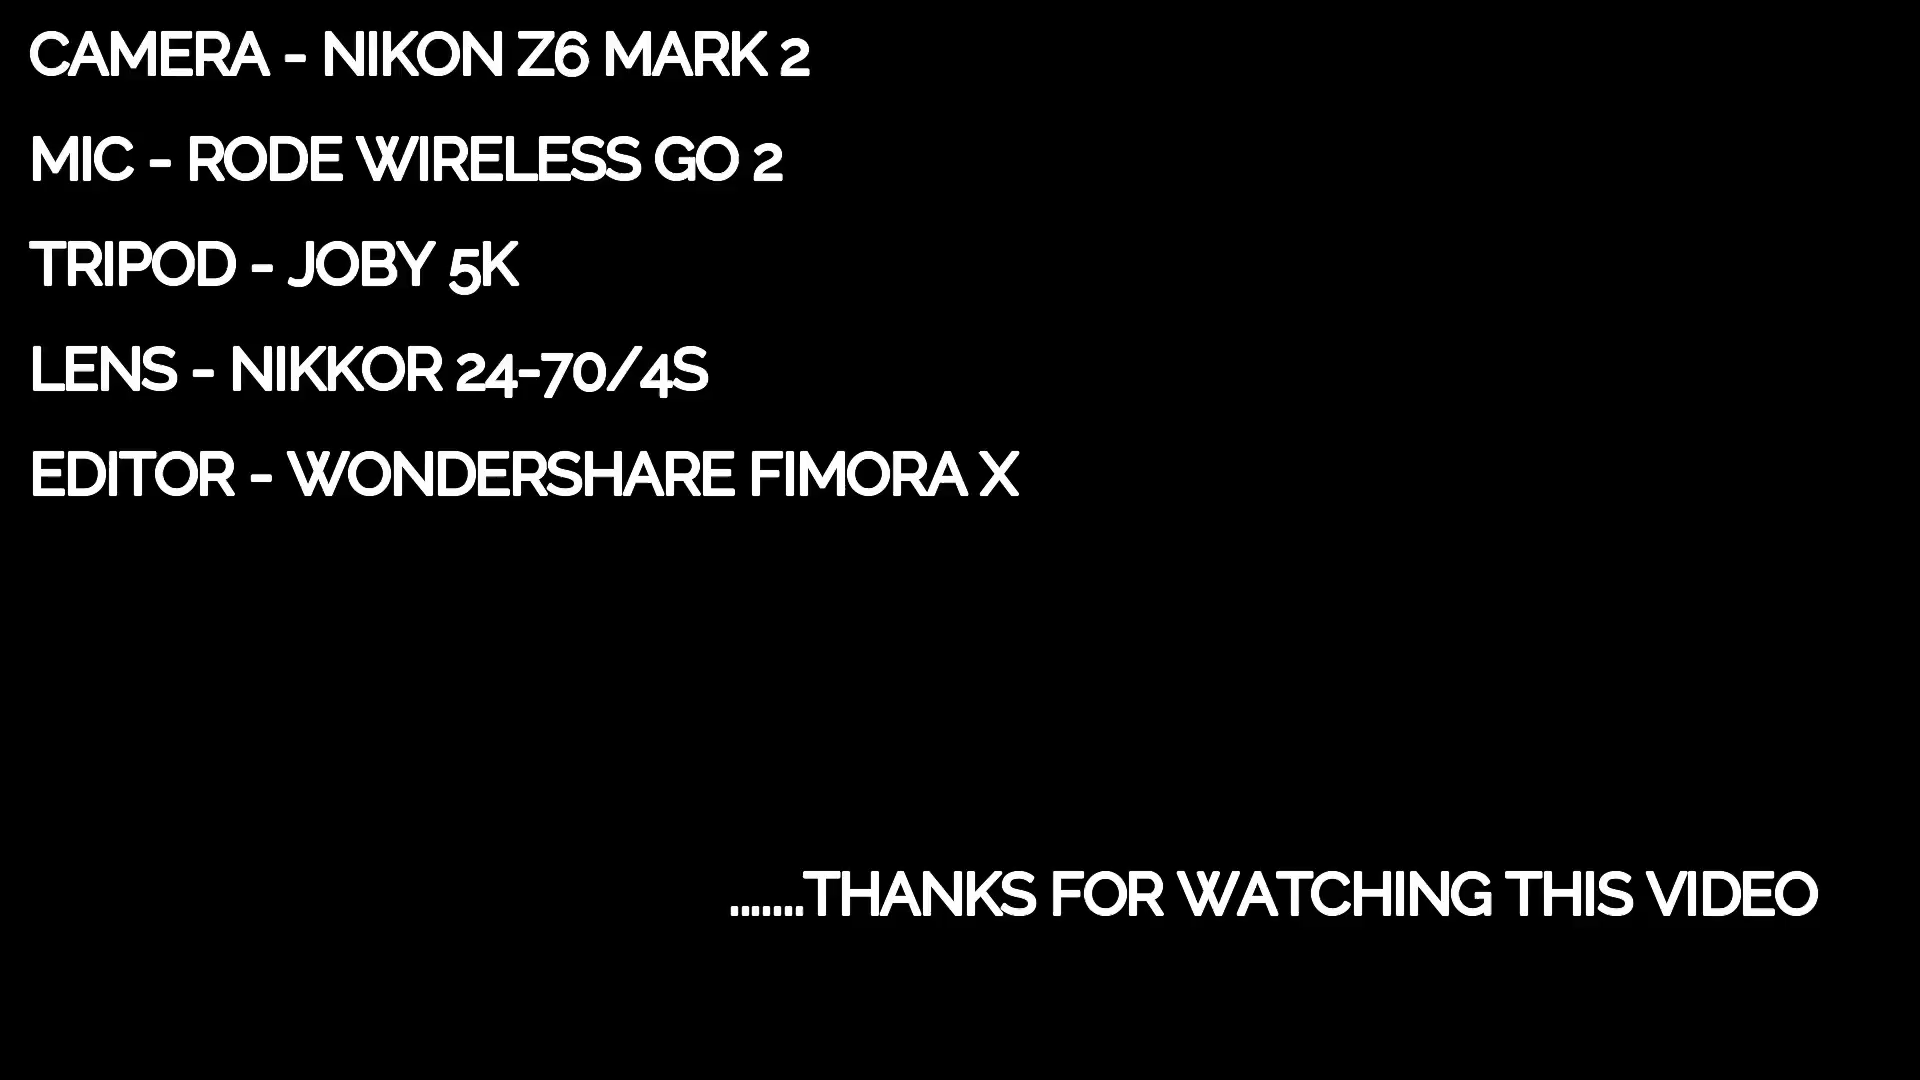 CAMERA - NIKON Z6 MARK 2
MIC - RODE WIRELESS GO 2
TRIPOD - JOBY 5K
LENS - NIKKOR 24-70/4S
EDITOR - WONDERSHARE FIMORA X
.......THANKS FOR WATCHING THIS VIDEO